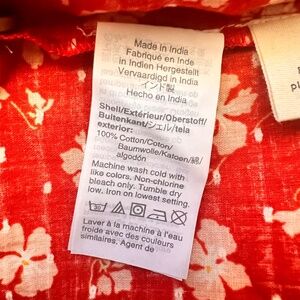 Made in India
Fabriqué en Inde
in Indien Hergestellt
Vervaardigd in India
インド製
Hecho en India
Shell/Extérieur/Oberstoff/
Buitenkant/シェル/tela
exterior:
100% Cotton/Coton/
Baumwolle/Katoen/綿/
algodón
Machine wash cold with
like colors. Non-chlorine
bleach only. Tumble dry
low. Iron on lowest setting.
Laver à la machine à l'eau
froide avec des couleurs
similaires. Agent de